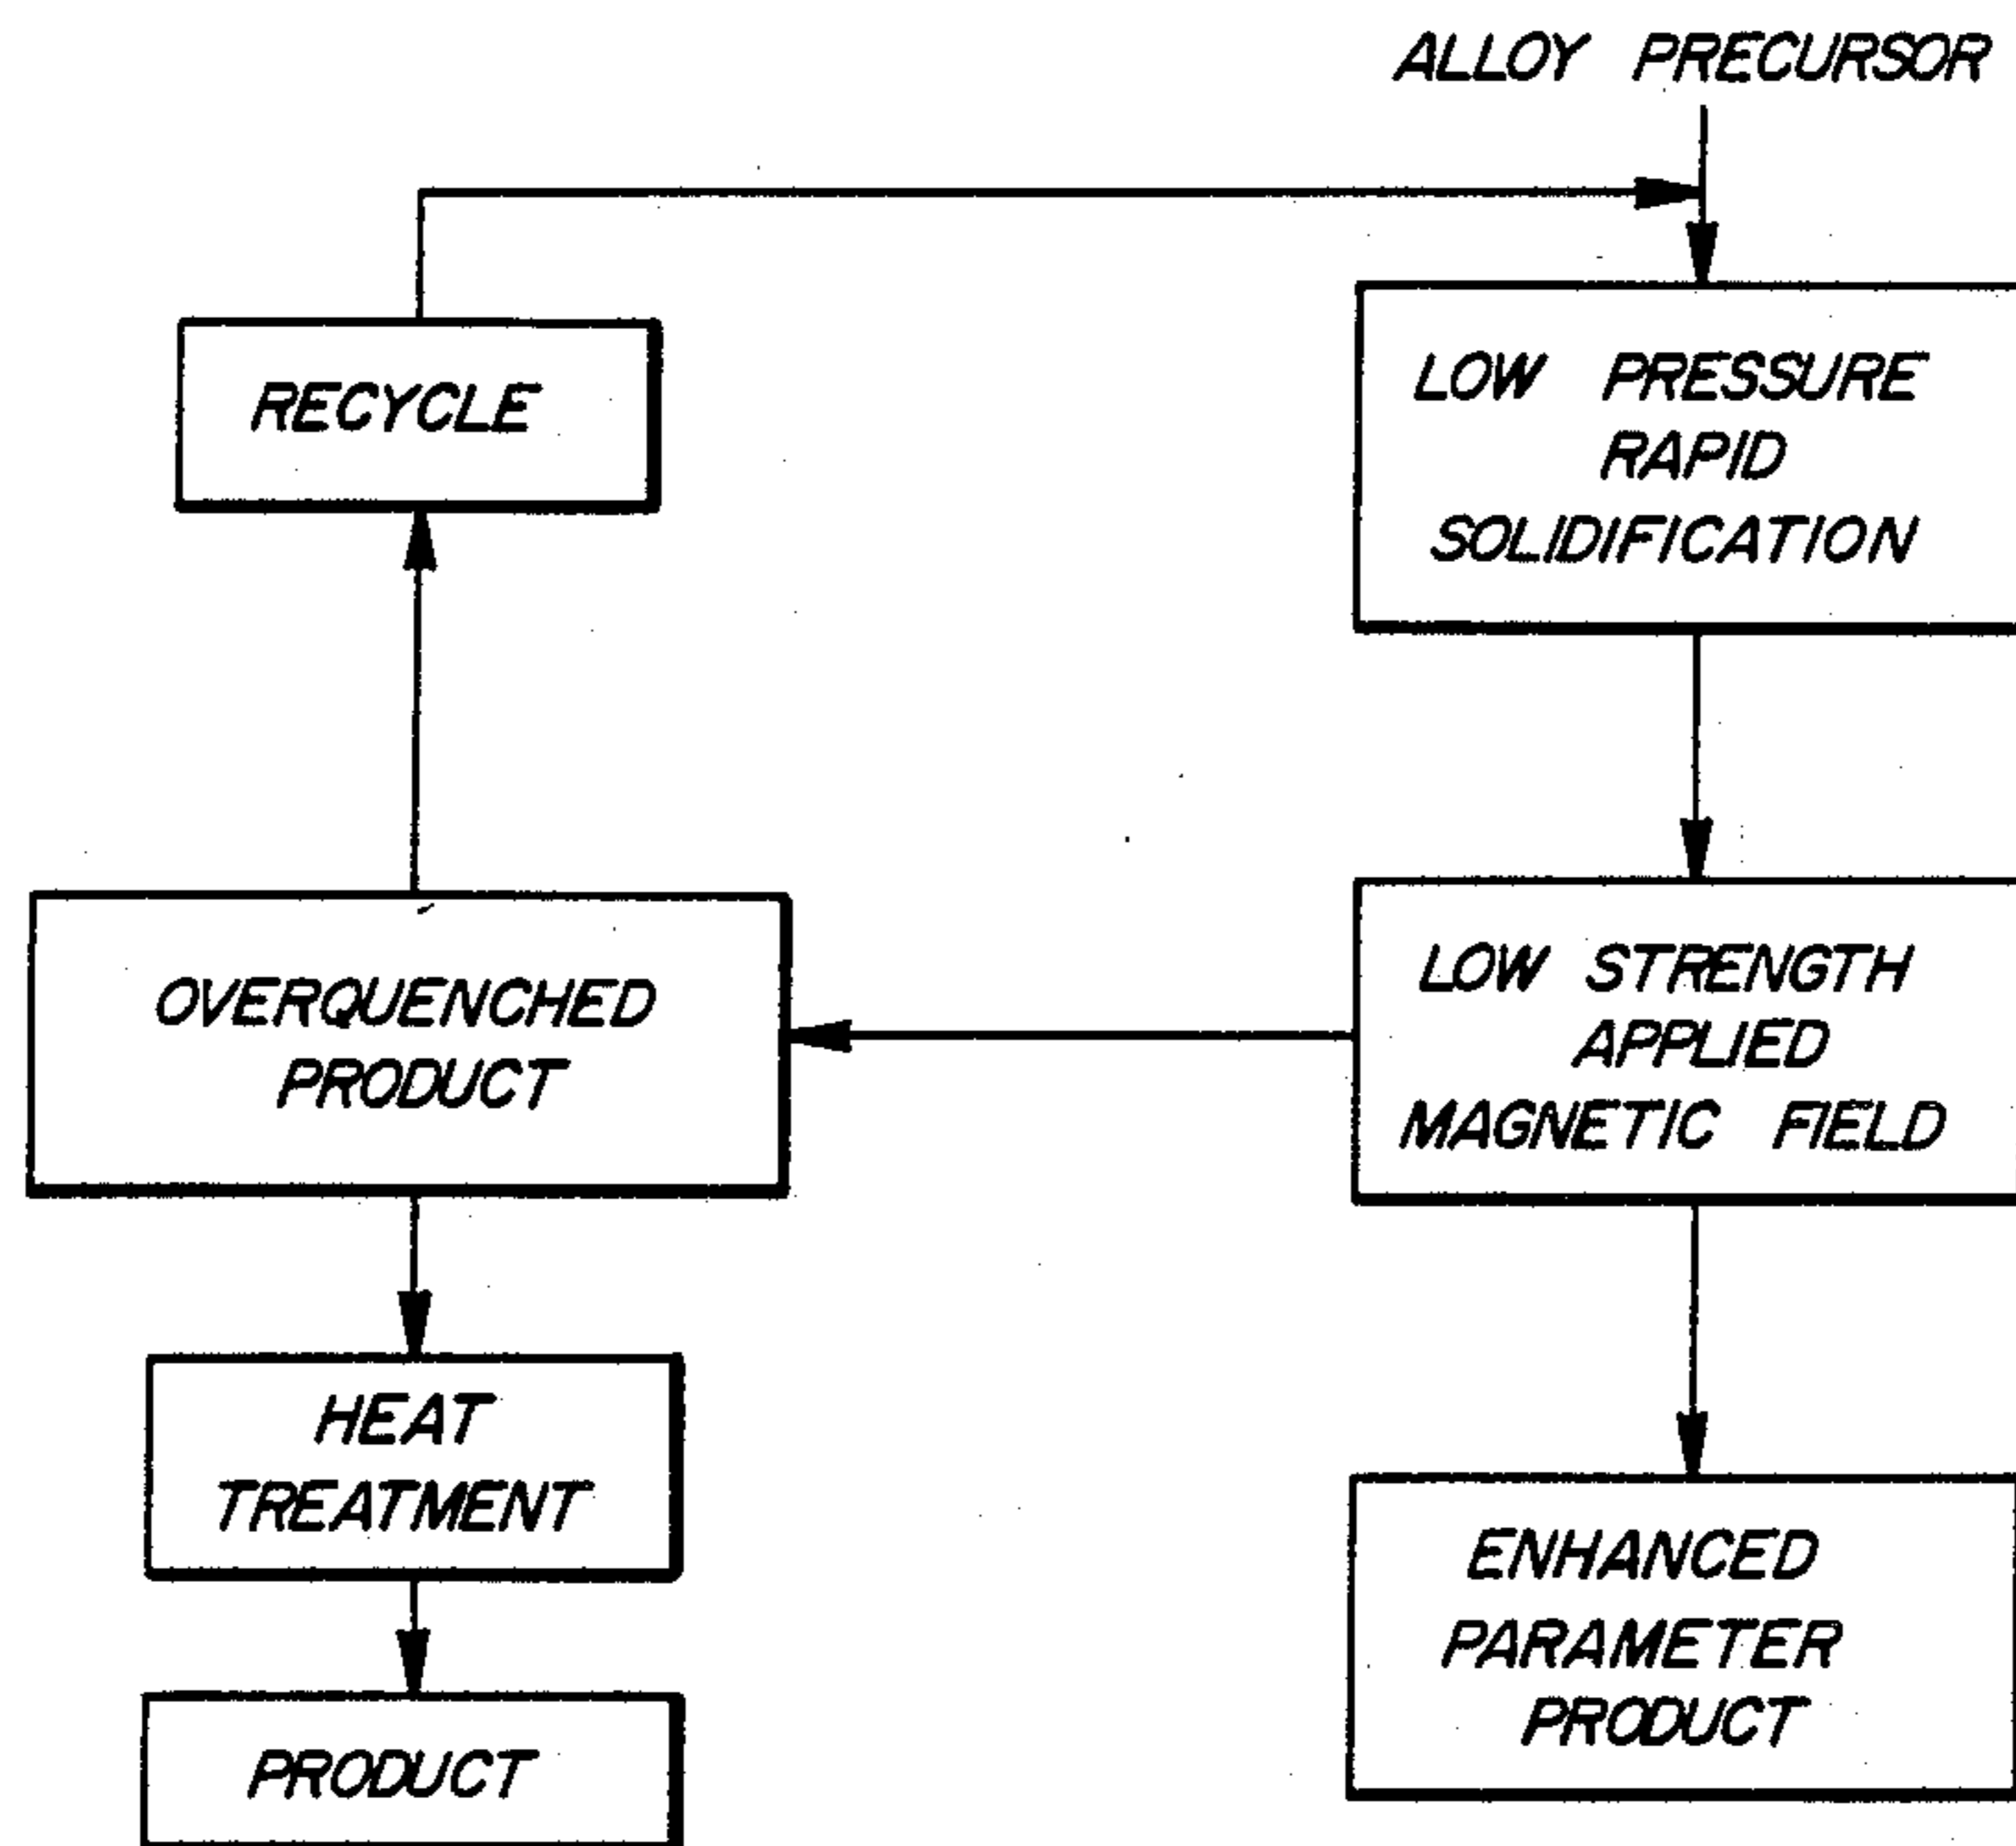 ALLOY PRECURSOR
RECYCLE
LOW PRESSURE
RAPID
SOLIDIFICATION
OVERQUENCHED
PRODUCT
LOW STRENGTH
APPLIED
MAGNETIC FIELD
HEAT
TREATMENT
ENHANCED
PARAMETER
PRODUCT
PRODUCT